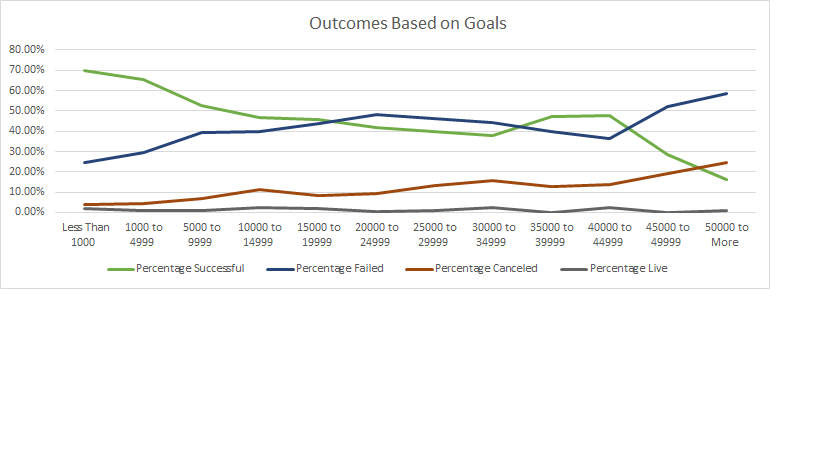 Outcomes Based on Goals
80.00%
70.00%
60.00%
50.00%
40.00%
30.00%
20.00%
10.00%
0.00%
Less Than 1000 to 5000 to 10000 to 15000 to 20000 to 25000 to 30000 to 35000 to 40000 to 45000 to 50000 to
1000 4999 9999 14999 19999 24999 29999 34999 39999 44999 49999 More
Percentage Successful Percentage Failed Percentage Canceled Percentage Live